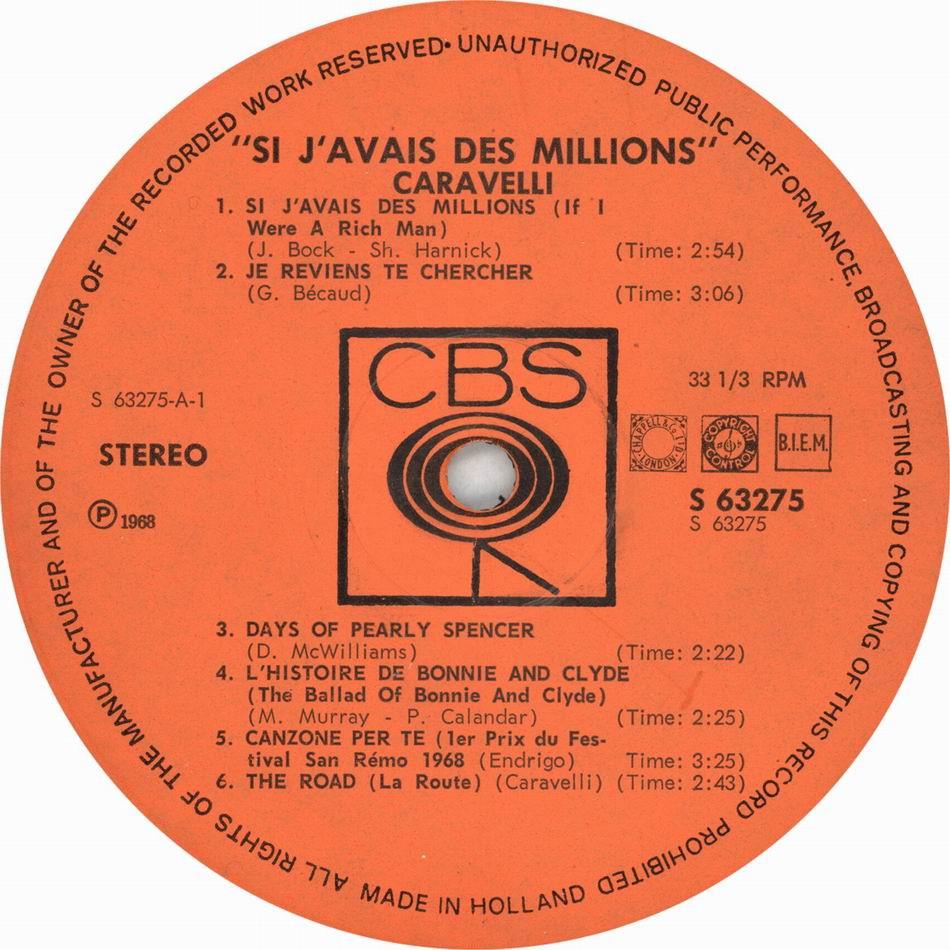 ALL RIGHTS OF THE MANUFACTURER AND OF THE OWNER OF THE RECORDED WORK RESERVED• UNAUTHORIZED PUBLIC PERFORMANCE, BROADCASTING AND COPYING OF THIS RECORD PROHIBITED
"SI J'AVAIS DES MILLIONS"
CARAVELLI
1. SI J'AVAIS DES MILLIONS (If I
Were A Rich Man)
(J. Bock - Sh. Harnick) (Time: 2:54)
2. JE REVIENS TE CHERCHER
(G. Bécaud) (Time: 3:06)
CBS
33 1/3 RPM
S 63275-A-1
STEREO
CHAPPELL & Co. LTD LONDON
COPYRIGHT CONTROL
B.I.E.M.
S 63275
S 63275
Ⓟ 1968
3. DAYS OF PEARLY SPENCER
(D. McWilliams) (Time: 2:22)
4. L'HISTOIRE DE BONNIE AND CLYDE
(The Ballad Of Bonnie And Clyde)
(M. Murray - P. Calandar) (Time: 2:25)
5. CANZONE PER TE (1er Prix du Fes-
tival San Rémo 1968 (Endrigo) Time: 3:25)
6. THE ROAD (La Route) (Caravelli) (Time: 2:43)
MADE IN HOLLAND